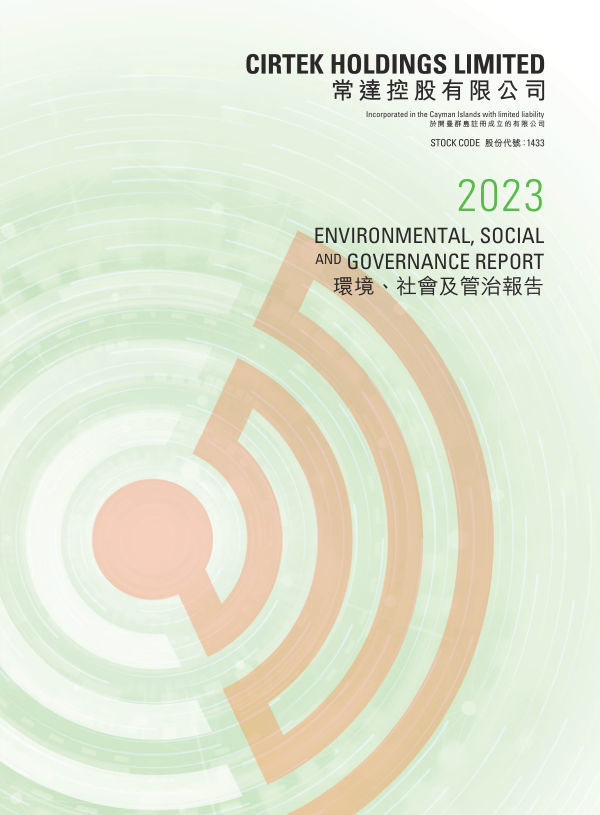 CIRTEK HOLDINGS LIMITED
常達控股有限公司
Incorporated in the Cayman Islands with limited liability
於開曼群島註冊成立的有限公司
STOCK CODE 股份代號：1433
2023
ENVIRONMENTAL, SOCIAL
AND GOVERNANCE REPORT
環境、社會及管治報告